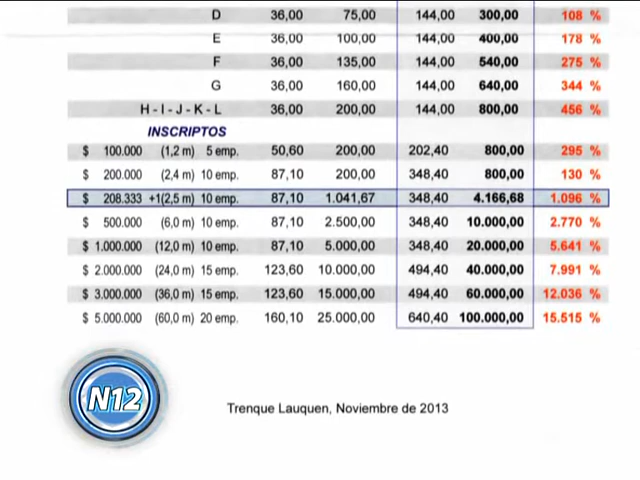 D 36,00 75,00 144,00 300,00 108 %
E 36,00 100,00 144,00 400,00 178 %
F 36,00 135,00 144,00 540,00 275 %
G 36,00 160,00 144,00 640,00 344 %
H - I - J - K - L 36,00 200,00 144,00 800,00 456 %
INSCRIPTOS
$ 100.000 (1,2 m) 5 emp. 50,60 200,00 202,40 800,00 295 %
$ 200.000 (2,4 m) 10 emp. 87,10 200,00 348,40 800,00 130 %
$ 208.333 +1(2,5 m) 10 emp. 87,10 1.041,67 348,40 4.166,68 1.096 %
$ 500.000 (6,0 m) 10 emp. 87,10 2.500,00 348,40 10.000,00 2.770 %
$ 1.000.000 (12,0 m) 10 emp. 87,10 5.000,00 348,40 20.000,00 5.641 %
$ 2.000.000 (24,0 m) 15 emp. 123,60 10.000,00 494,40 40.000,00 7.991 %
$ 3.000.000 (36,0 m) 15 emp. 123,60 15.000,00 494,40 60.000,00 12.036 %
$ 5.000.000 (60,0 m) 20 emp. 160,10 25.000,00 640,40 100.000,00 15.515 %
N12
Trenque Lauquen, Noviembre de 2013